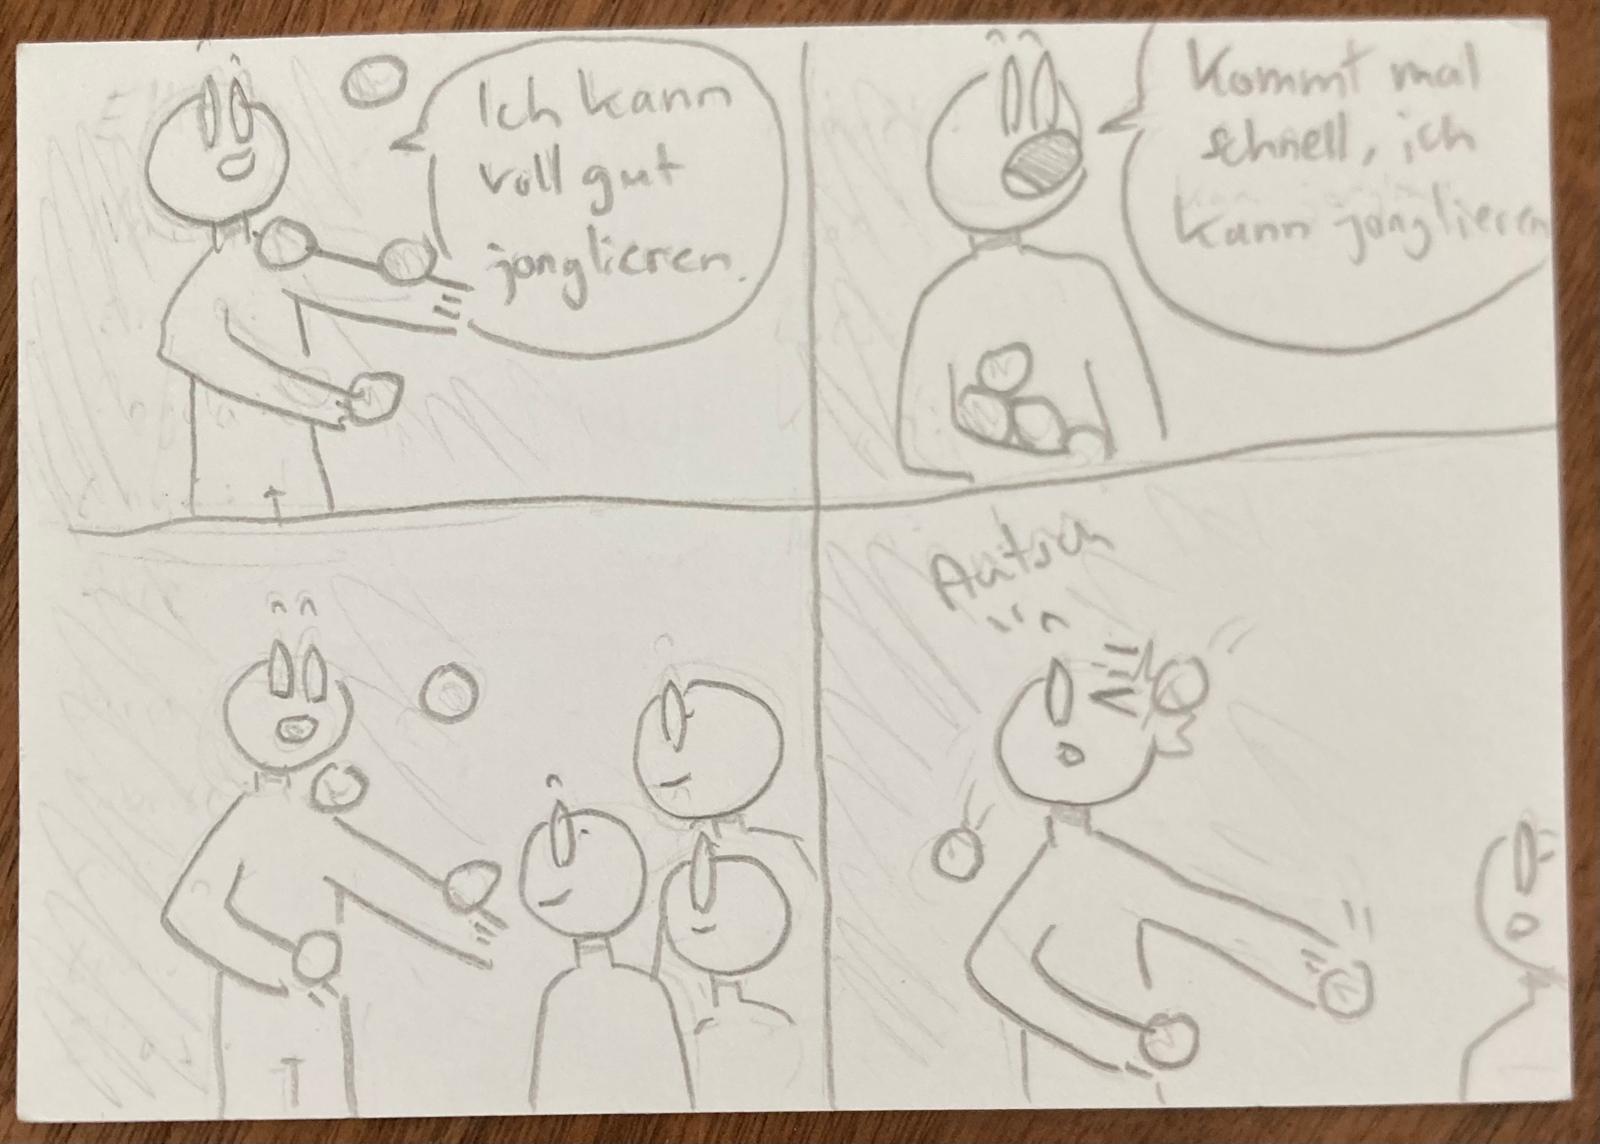 Ich kann
voll gut
jonglieren.
Kommt mal
schnell, ich
kann jonglieren
Autsch